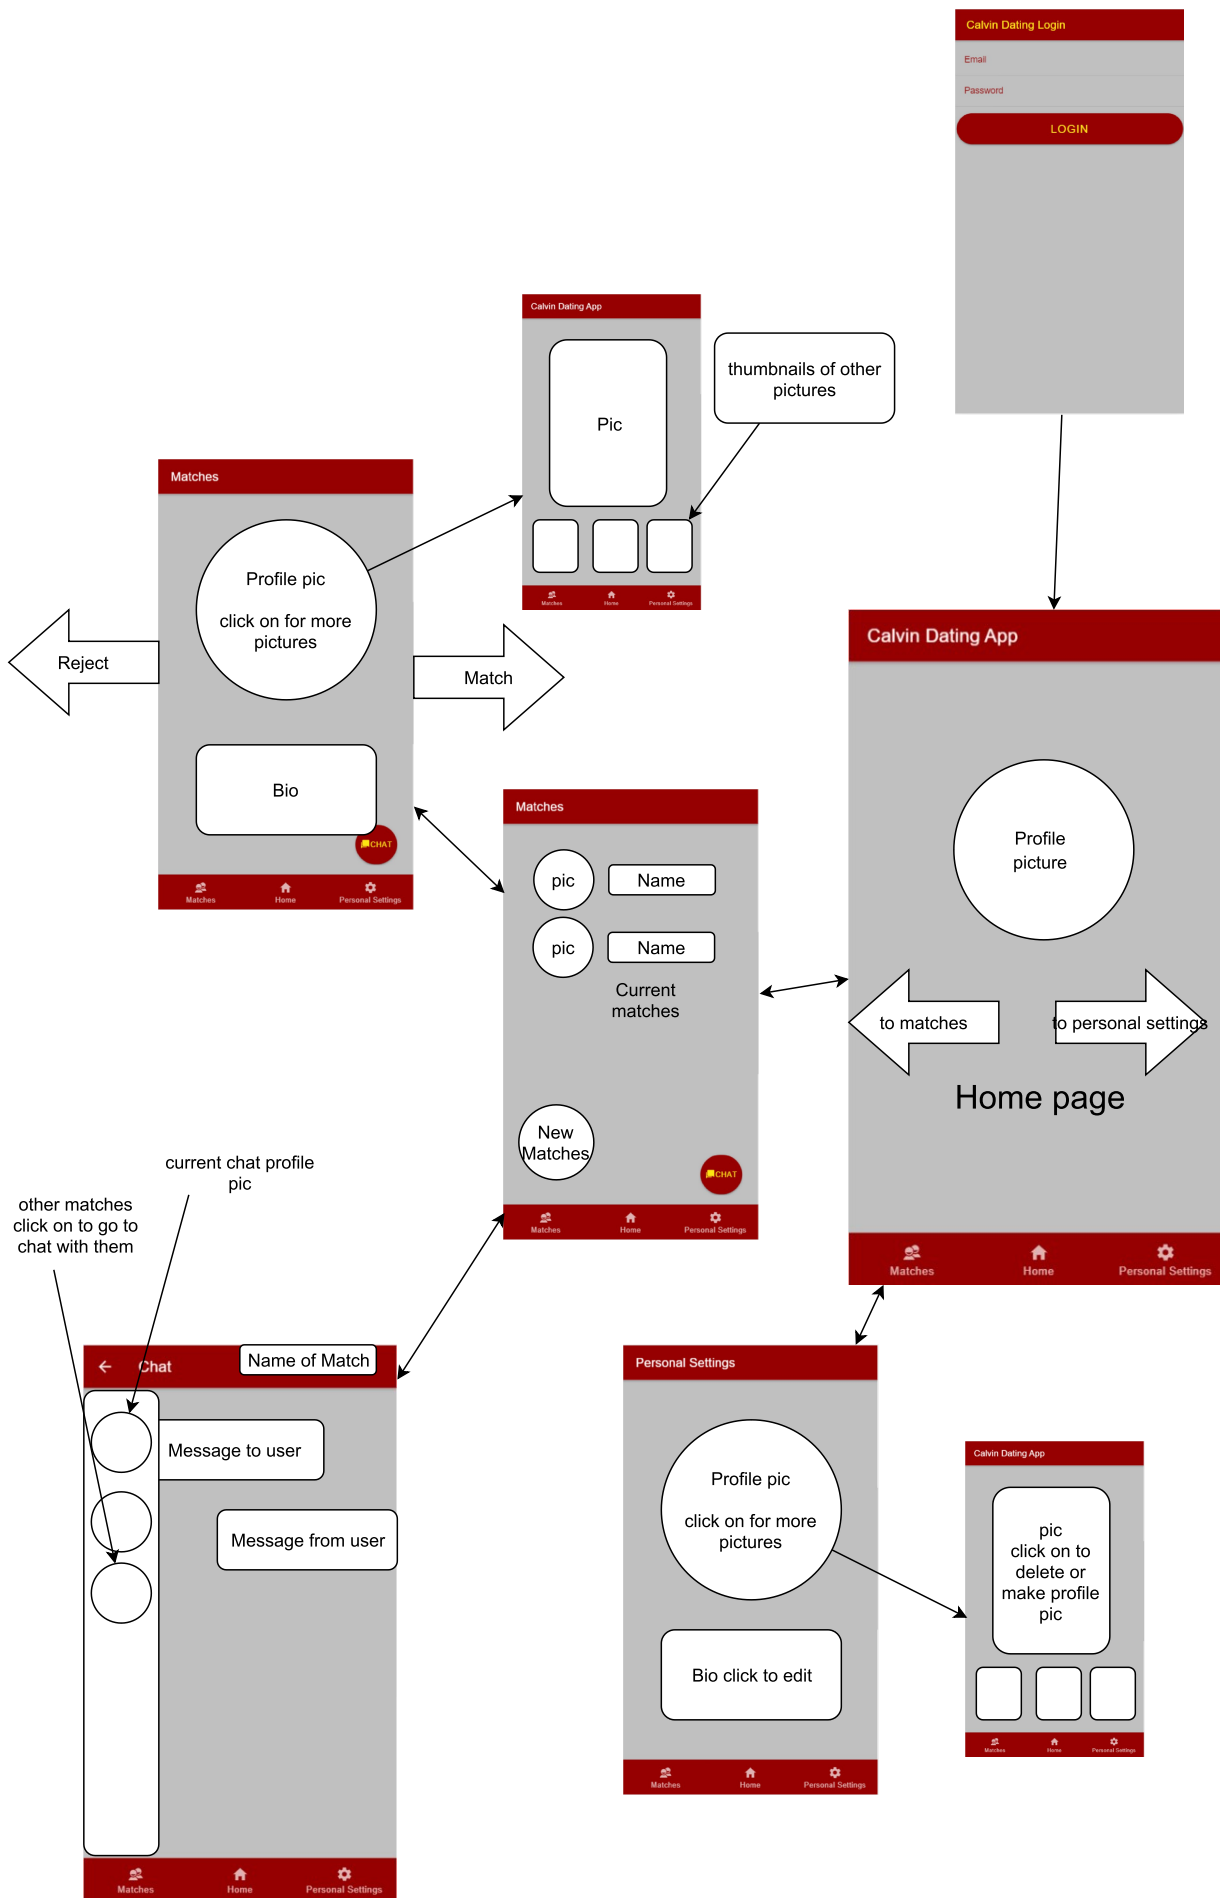 Calvin Dating Login
Email
Password
LOGIN
Calvin Dating App
Pic
thumbnails of other
pictures
Matches Home Personal Settings
Matches
Profile pic
click on for more
pictures
Reject
Match
Bio
CHAT
Matches Home Personal Settings
Calvin Dating App
Profile
picture
to matches
to personal settings
Home page
Matches Home Personal Settings
Matches
pic Name
pic Name
Current
matches
New
Matches
CHAT
Matches Home Personal Settings
current chat profile
pic
other matches
click on to go to
chat with them
Chat Name of Match
Message to user
Message from user
Matches Home Personal Settings
Personal Settings
Profile pic
click on for more
pictures
Bio click to edit
Matches Home Personal Settings
Calvin Dating App
pic
click on to
delete or
make profile
pic
Matches Home Personal Settings